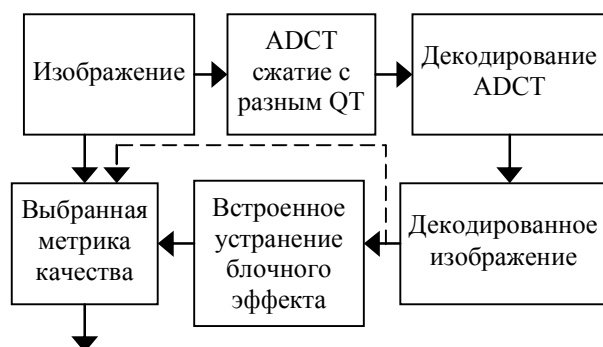 Изображение
ADCT
сжатие с
разным QT
Декодирование
ADCT
Выбранная
метрика
качества
Встроенное
устранение
блочного
эффекта
Декодированное
изображение